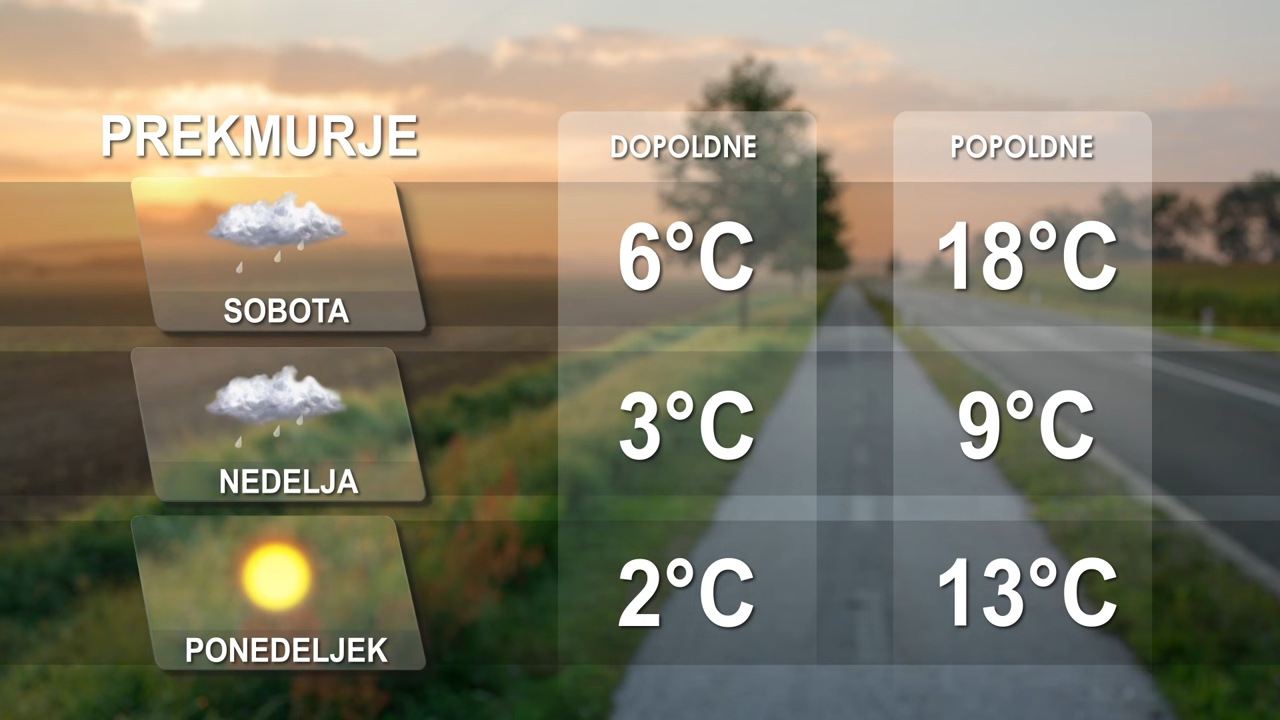 PREKMURJE
DOPOLDNE POPOLDNE
6°C 18°C
SOBOTA
3°C 9°C
NEDELJA
2°C 13°C
PONEDELJEK